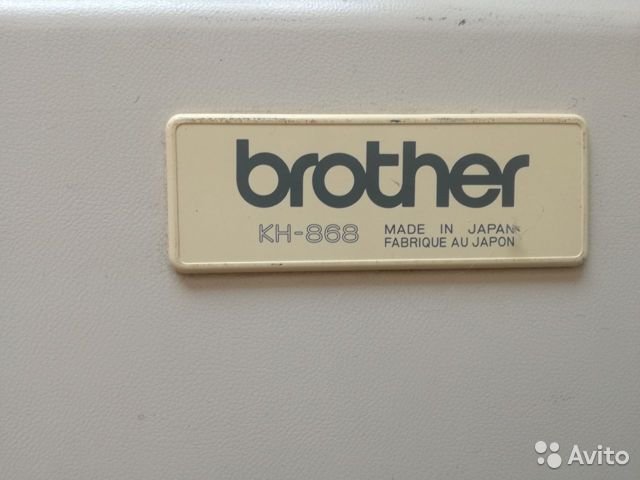 brother
KH-868 MADE IN JAPAN
FABRIQUE AU JAPON
Avito